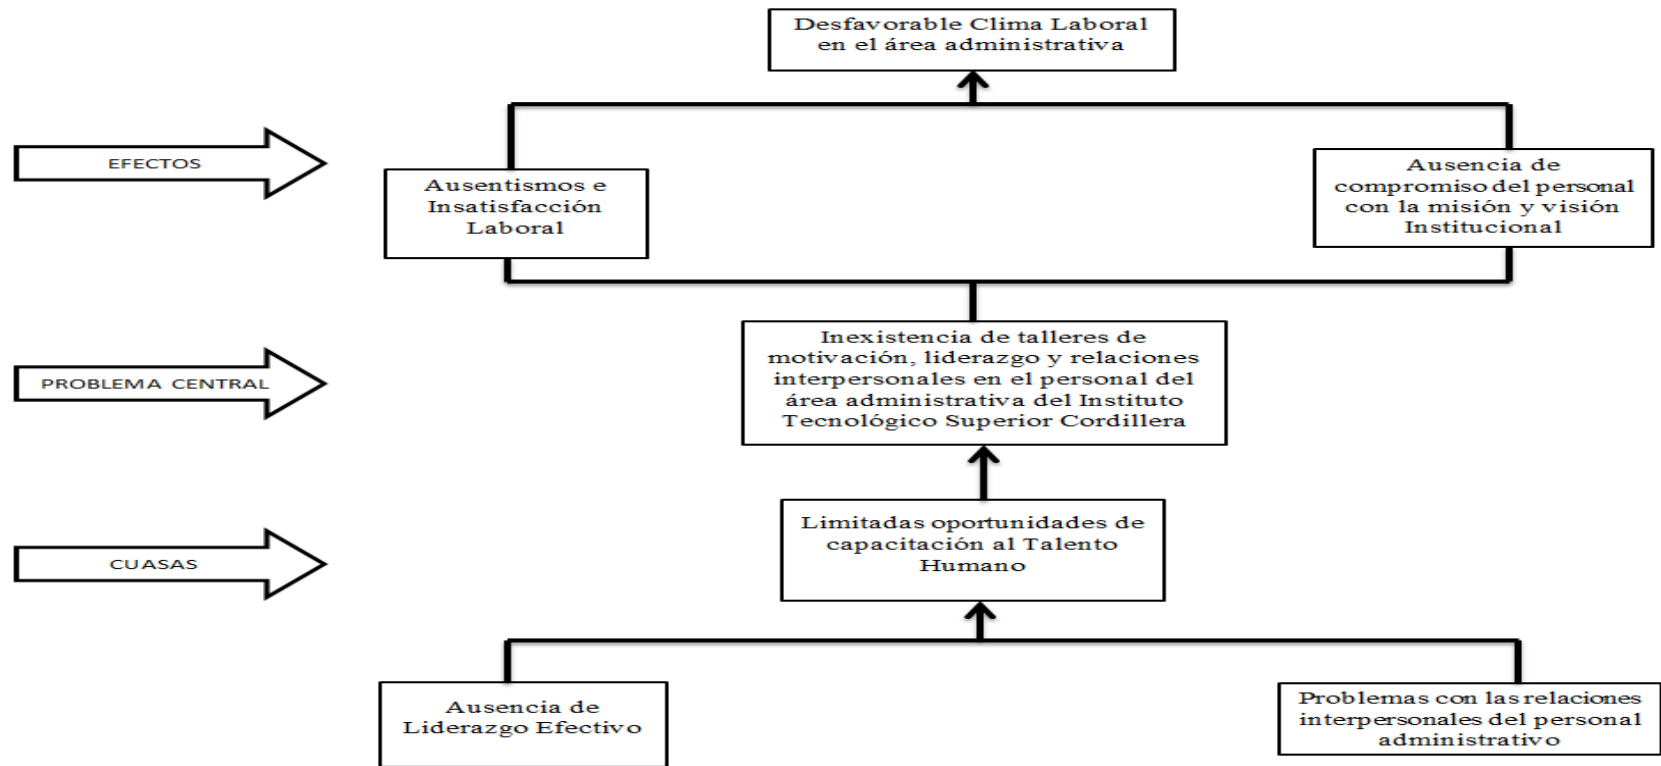 Desfavorable Clima Laboral
en el área administrativa
EFECTOS
Ausentismos e
Insatisfacción
Laboral
Ausencia de
compromiso del personal
con la misión y visión
Institucional
PROBLEMA CENTRAL
Inexistencia de talleres de
motivación, liderazgo y relaciones
interpersonales en el personal del
área administrativa del Instituto
Tecnológico Superior Cordillera
CUASAS
Limitadas oportunidades de
capacitación al Talento
Humano
Ausencia de
Liderazgo Efectivo
Problemas con las relaciones
interpersonales del personal
administrativo